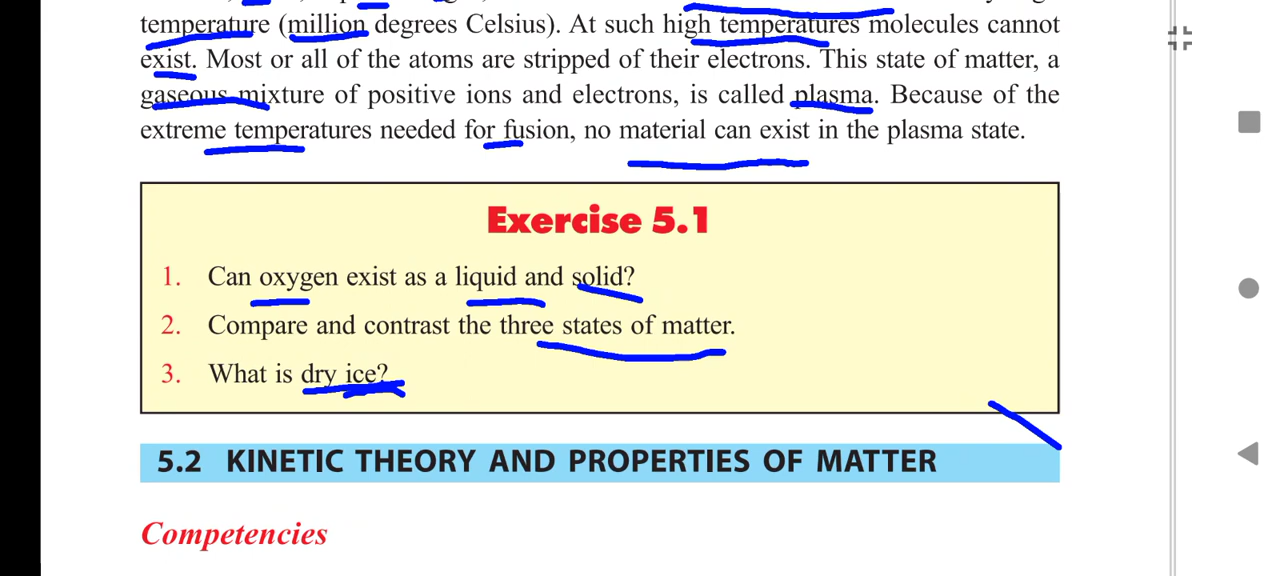 temperature (million degrees Celsius). At such high temperatures molecules cannot
exist. Most or all of the atoms are stripped of their electrons. This state of matter, a
gaseous mixture of positive ions and electrons, is called plasma. Because of the
extreme temperatures needed for fusion, no material can exist in the plasma state.
Exercise 5.1
1. Can oxygen exist as a liquid and solid?
2. Compare and contrast the three states of matter.
3. What is dry ice?
5.2 KINETIC THEORY AND PROPERTIES OF MATTER
Competencies